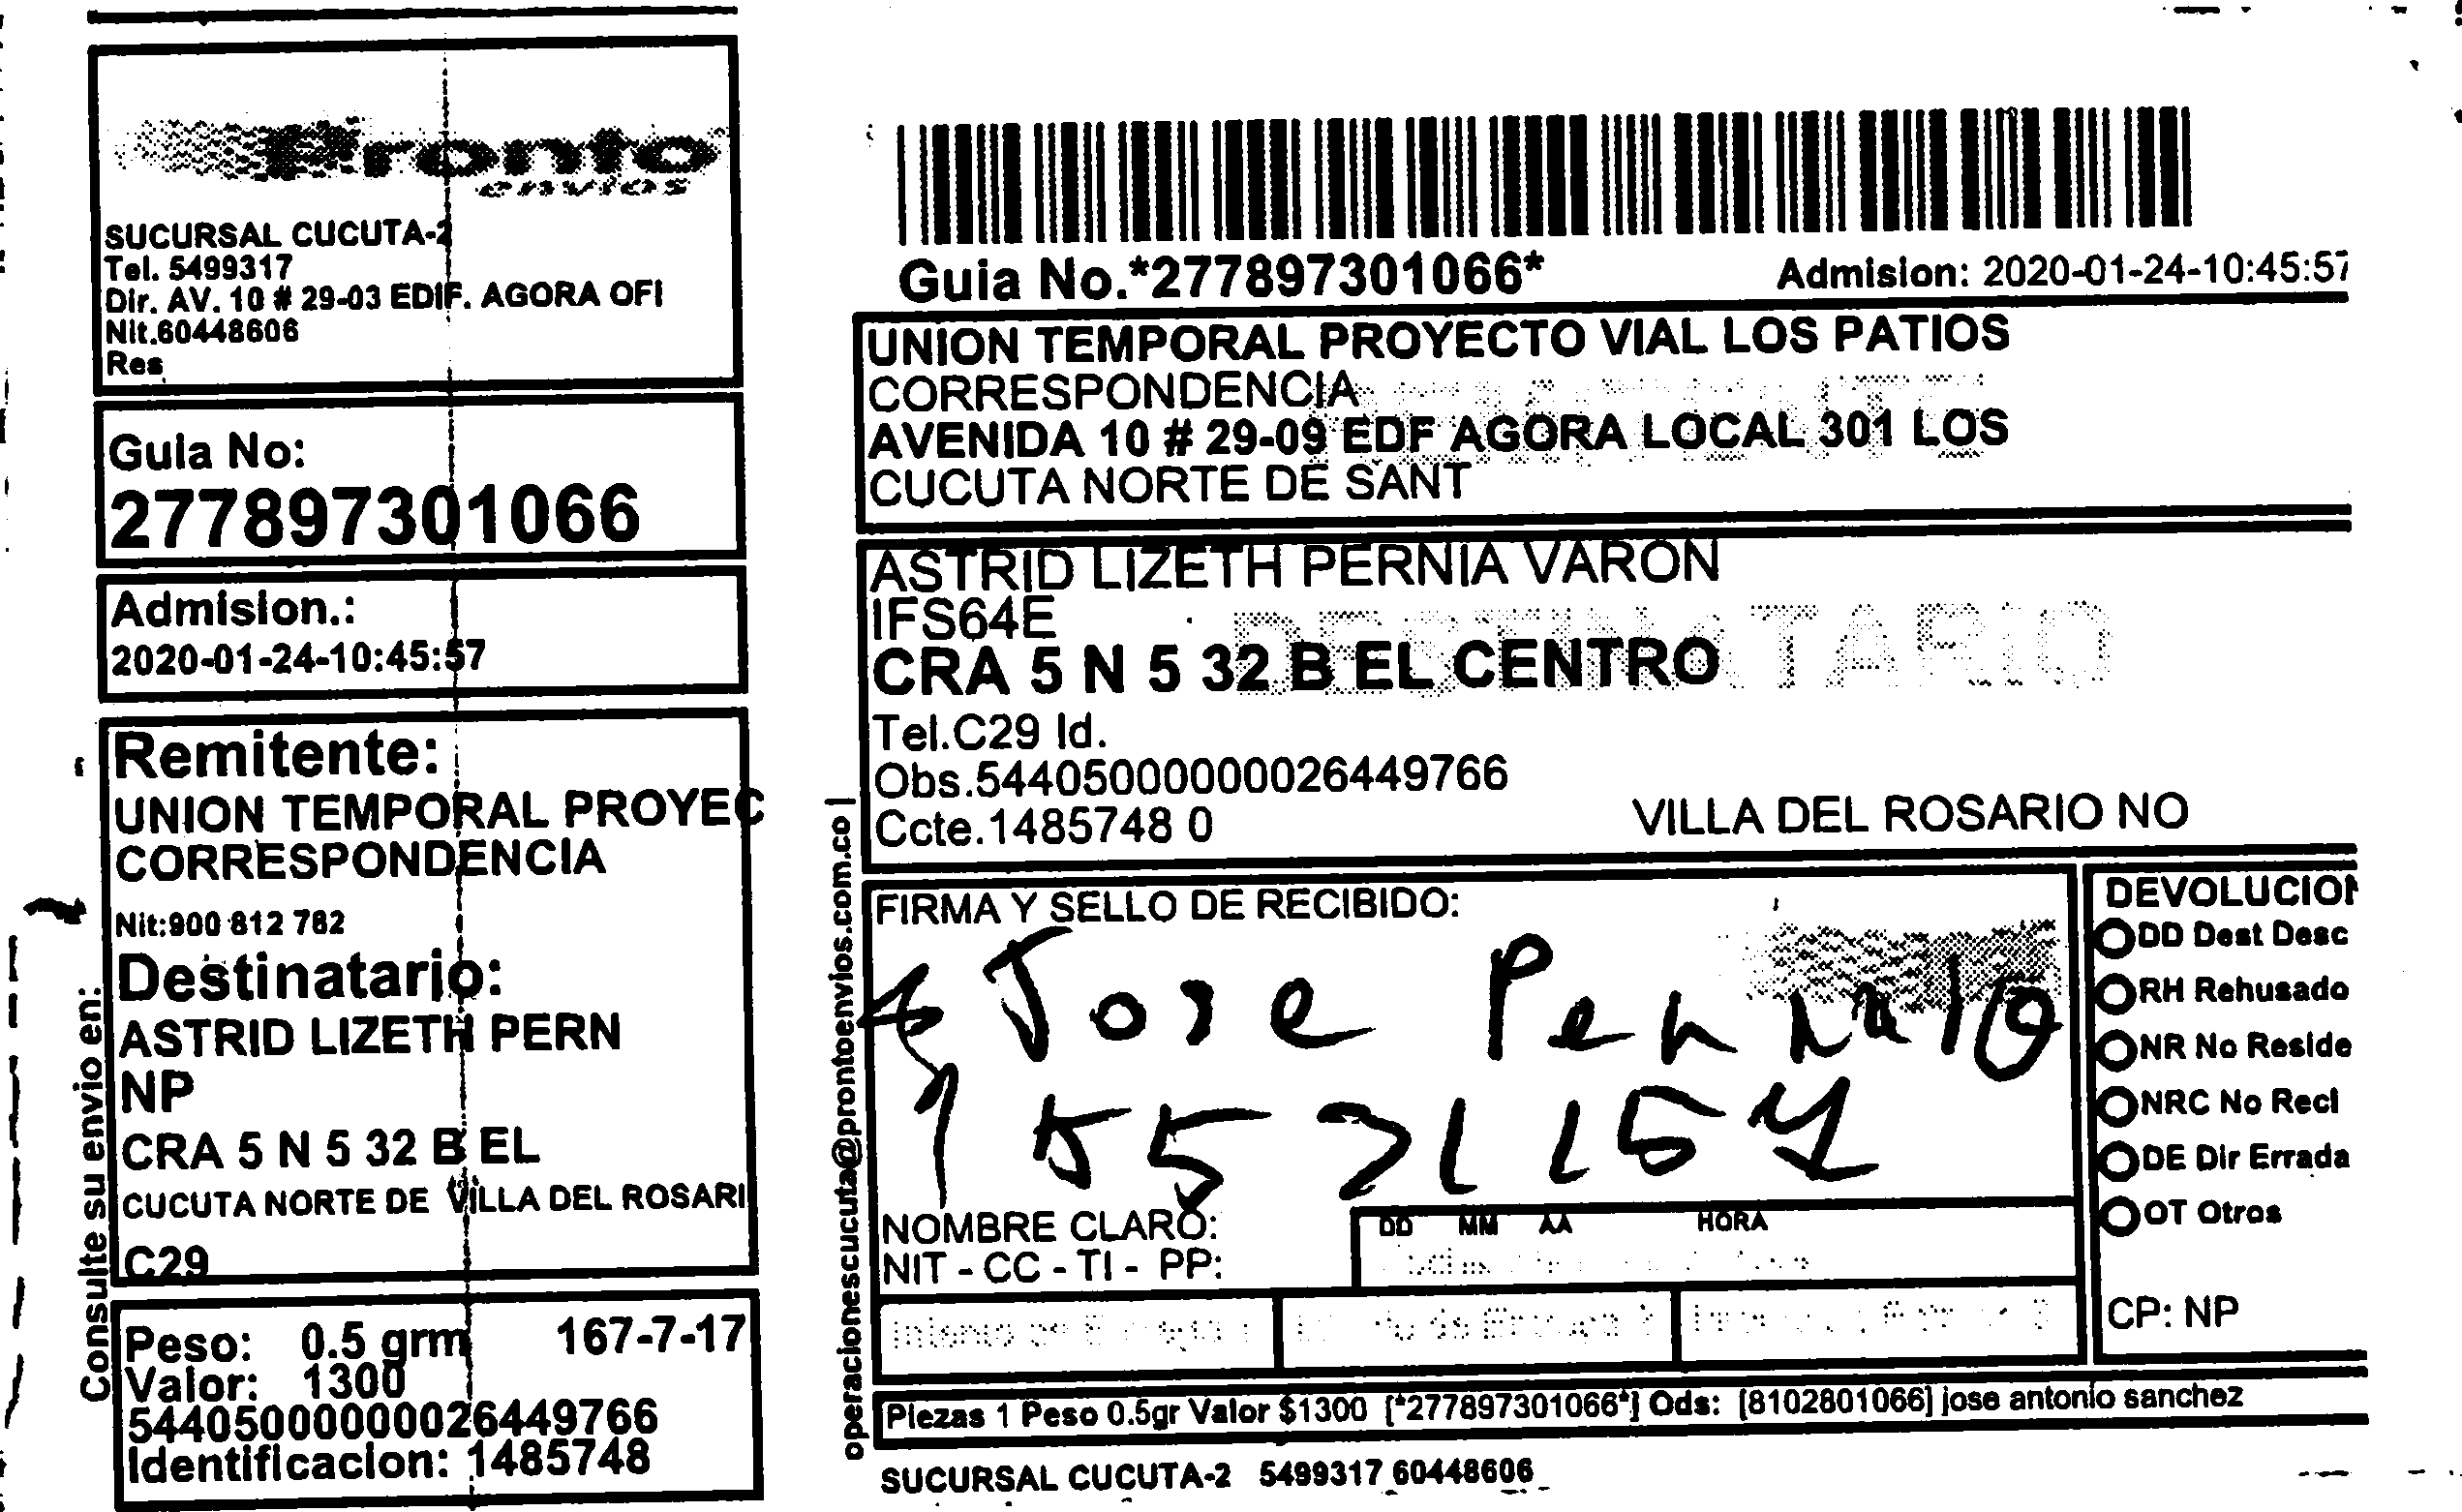 Pronto
envios
SUCURSAL CUCUTA-2
Tel. 5499317
Dir. AV. 10 # 29-03 EDIF. AGORA OFI
Nit.60448606
Res
Guia No:
277897301066
Admision.:
2020-01-24-10:45:57
Remitente:
UNION TEMPORAL PROYEC
CORRESPONDENCIA
Nit:900 812 782
Destinatario:
ASTRID LIZETH PERN
NP
CRA 5 N 5 32 B EL
CUCUTA NORTE DE VILLA DEL ROSARI
C29
Peso: 0.5 grm 167-7-17
Valor: 1300
544050000000026449766
Identificacion: 1485748
Consulte su envio en:
operacionescucuta@prontoenvios.com.co |
Guia No.*277897301066*
Admision: 2020-01-24-10:45:57
UNION TEMPORAL PROYECTO VIAL LOS PATIOS
CORRESPONDENCIA
AVENIDA 10 # 29-09 EDF AGORA LOCAL 301 LOS
CUCUTA NORTE DE SANT
ASTRID LIZETH PERNIA VARON
IFS64E
DESTINATARIO
CRA 5 N 5 32 B EL CENTRO
Tel.C29 Id.
Obs.544050000000026449766
Ccte.1485748 0
VILLA DEL ROSARIO NO
FIRMA Y SELLO DE RECIBIDO:
Jose
NOMBRE CLARO:
NIT - CC - TI - PP:
DD MM AA HORA
DEVOLUCION
DD Dest Desc
RH Rehusado
NR No Reside
NRC No Recl
DE Dir Errada
OT Otros
CP: NP
Piezas 1 Peso 0.5gr Valor $1300 [*277897301066*] Ods: [8102801066] jose antonio sanchez
SUCURSAL CUCUTA-2 5499317 60448606